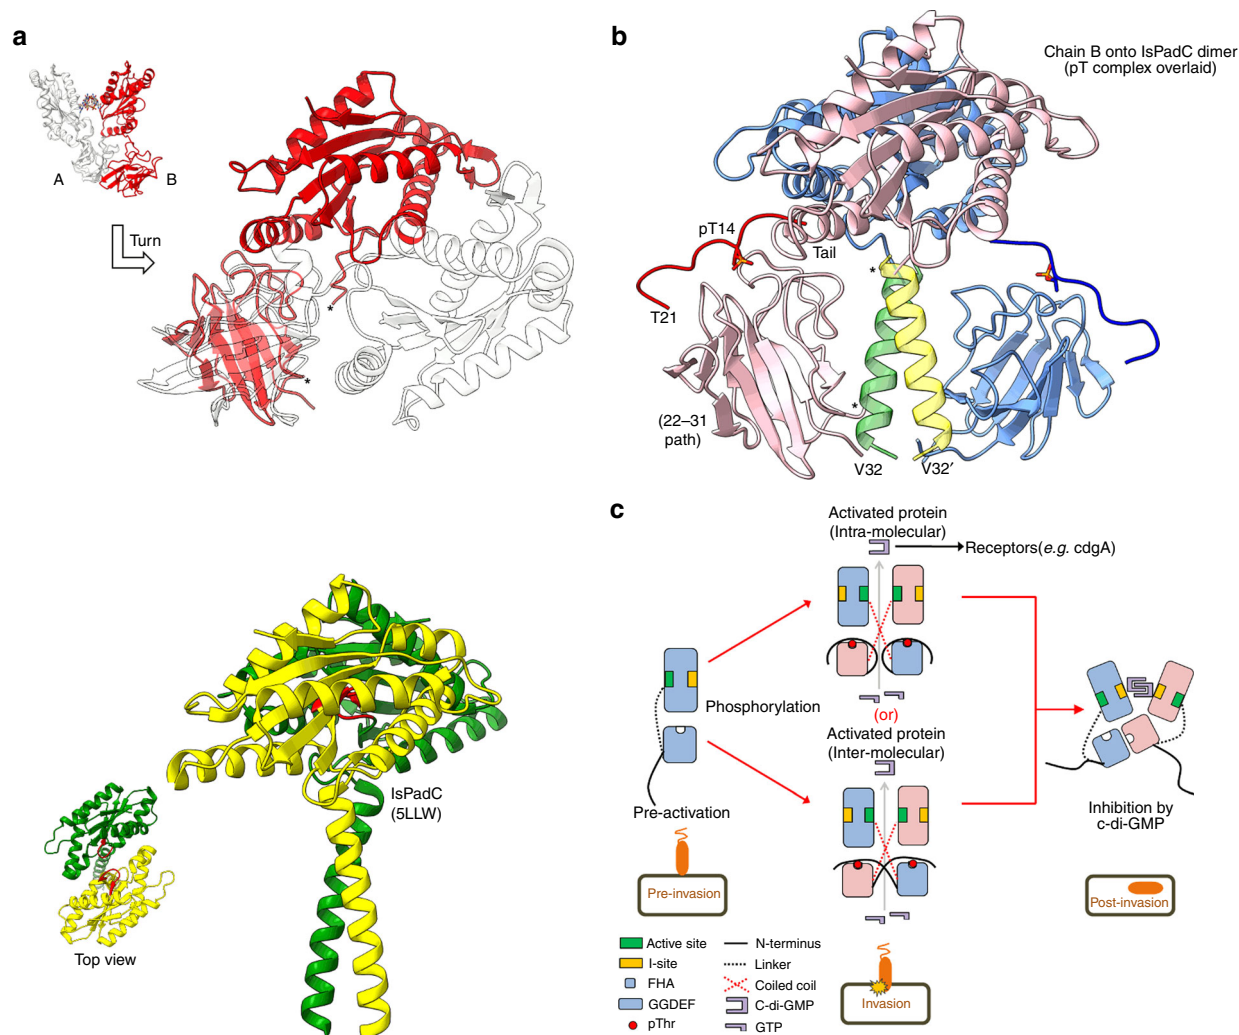 a
A
B
Turn
*
*
IsPadC
(5LLW)
Top view
b
Chain B onto IsPadC dimer
(pT complex overlaid)
pT14
Tail
*
T21
*
(22–31
path)
V32
V32′
c
Activated protein
(Intra-molecular)
Receptors(e.g. cdgA)
Phosphorylation
(or)
Activated protein
(Inter-molecular)
Pre-activation
Inhibition by
c-di-GMP
Pre-invasion
Post-invasion
Invasion
Active site
I-site
FHA
GGDEF
pThr
N-terminus
Linker
Coiled coil
C-di-GMP
GTP